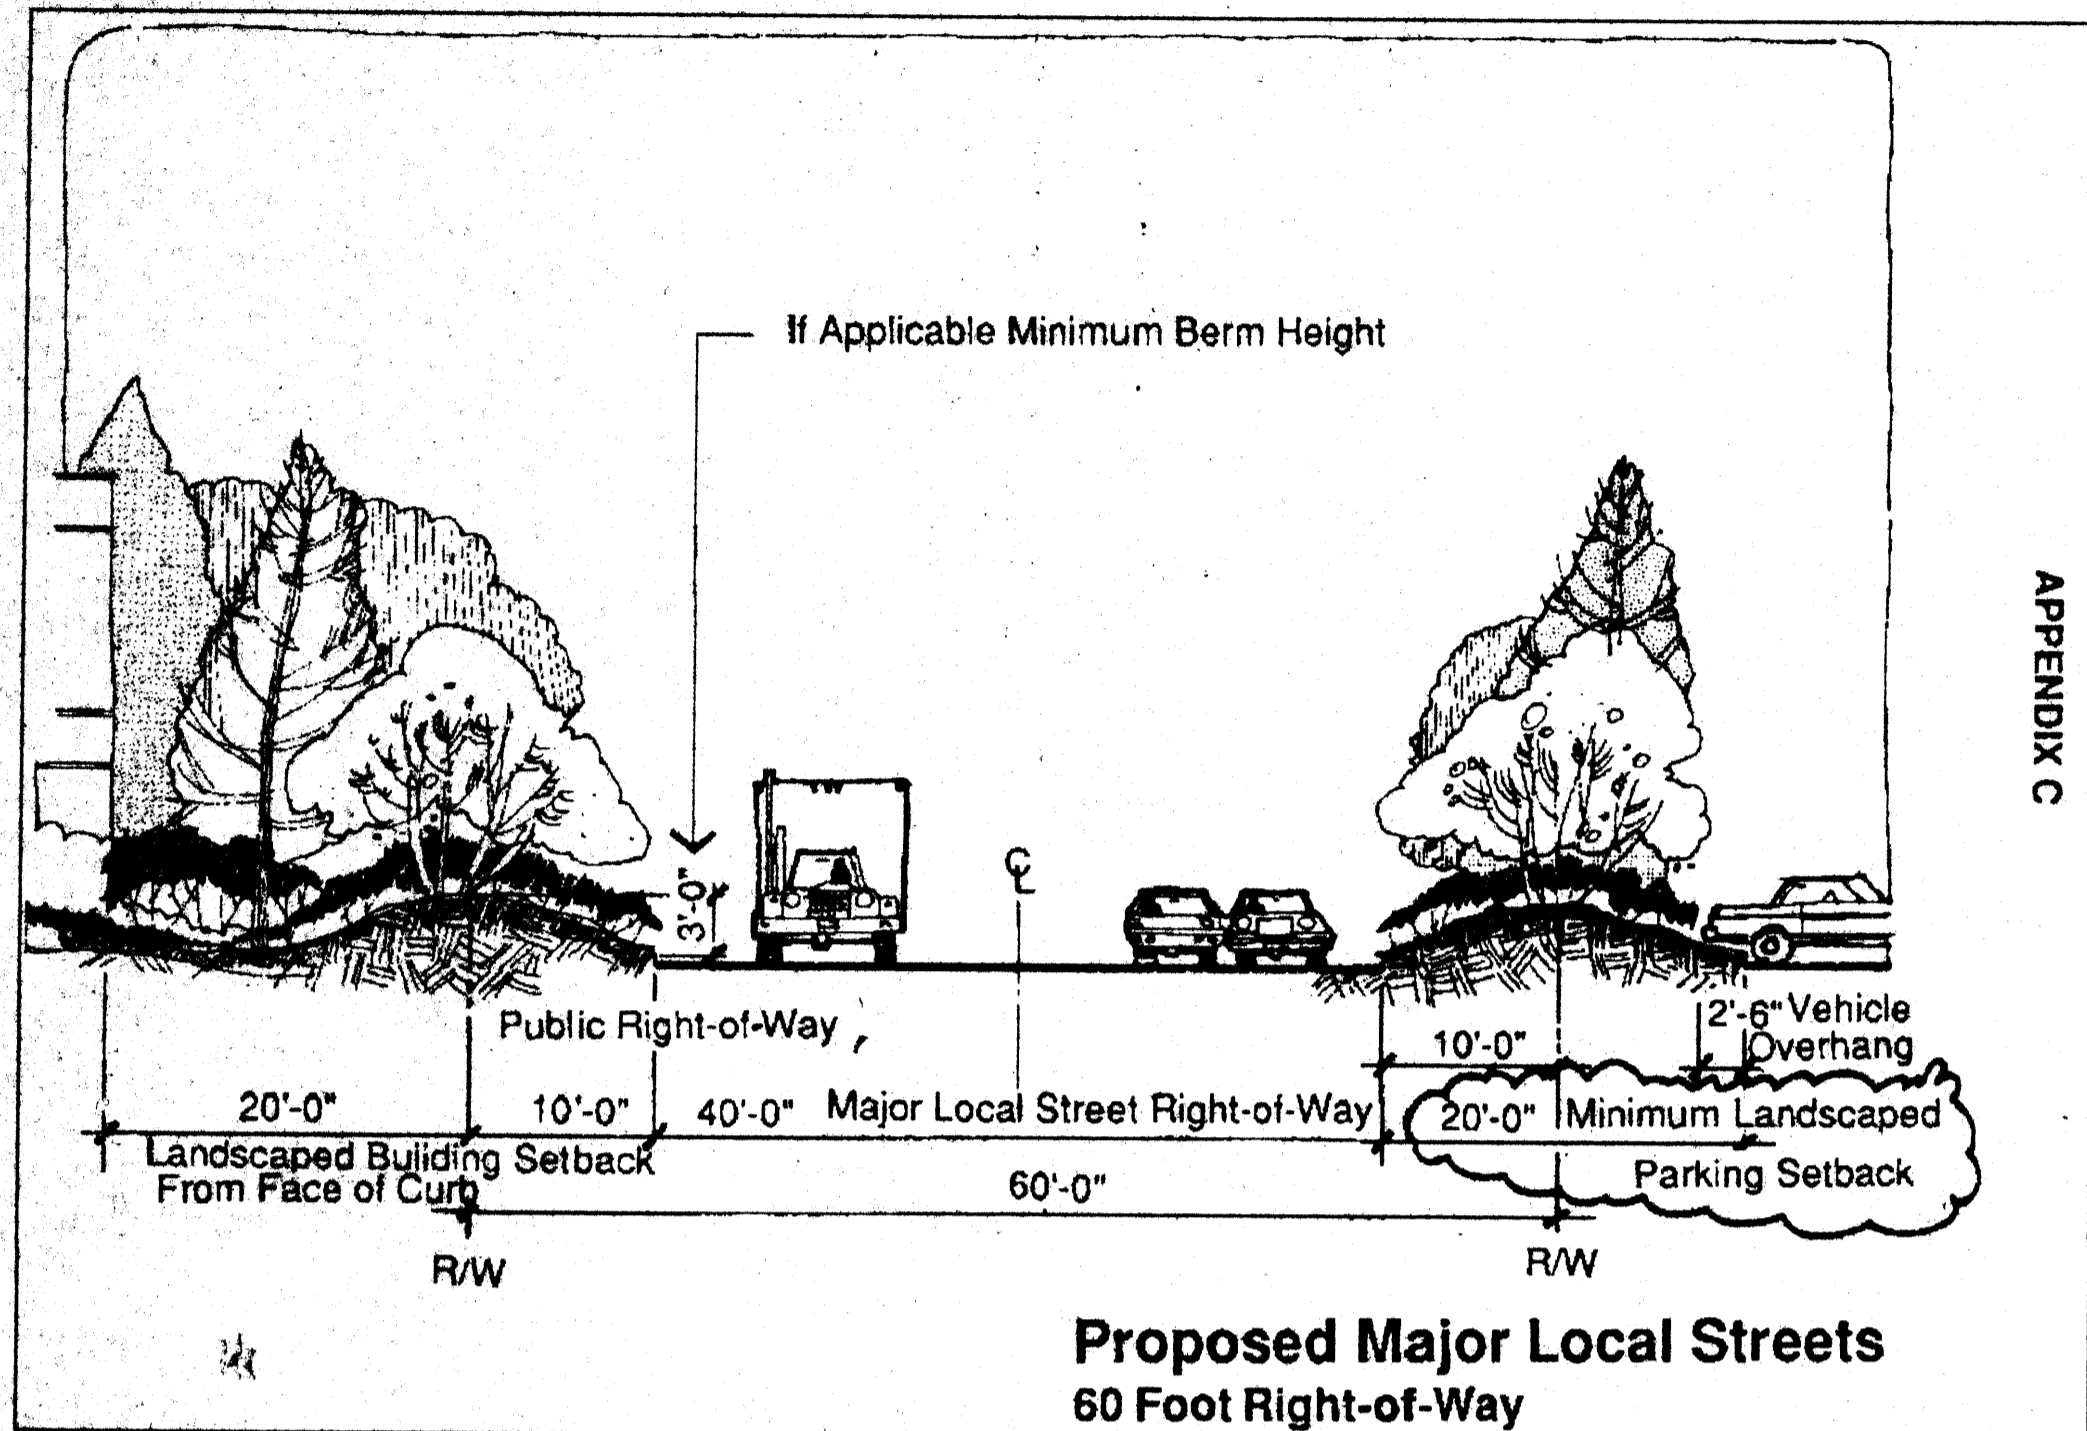 If Applicable Minimum Berm Height
APPENDIX C
3'-0"
CL
Public Right-of-Way
2'-6" Vehicle
Overhang
10'-0"
20'-0"
10'-0"
40'-0" Major Local Street Right-of-Way
20'-0" Minimum Landscaped
Parking Setback
Landscaped Building Setback
From Face of Curb
60'-0"
R/W
R/W
Proposed Major Local Streets
60 Foot Right-of-Way